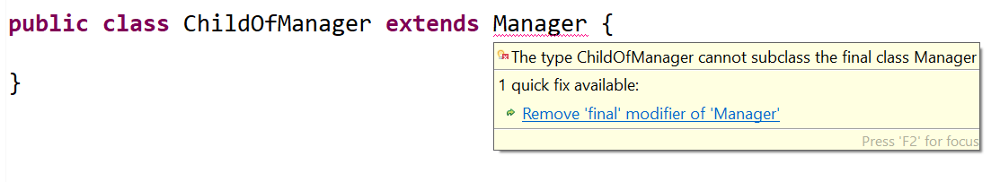 public class ChildOfManager extends Manager {
The type ChildOfManager cannot subclass the final class Manager
}
1 quick fix available:
Remove 'final' modifier of 'Manager'
Press 'F2' for focus